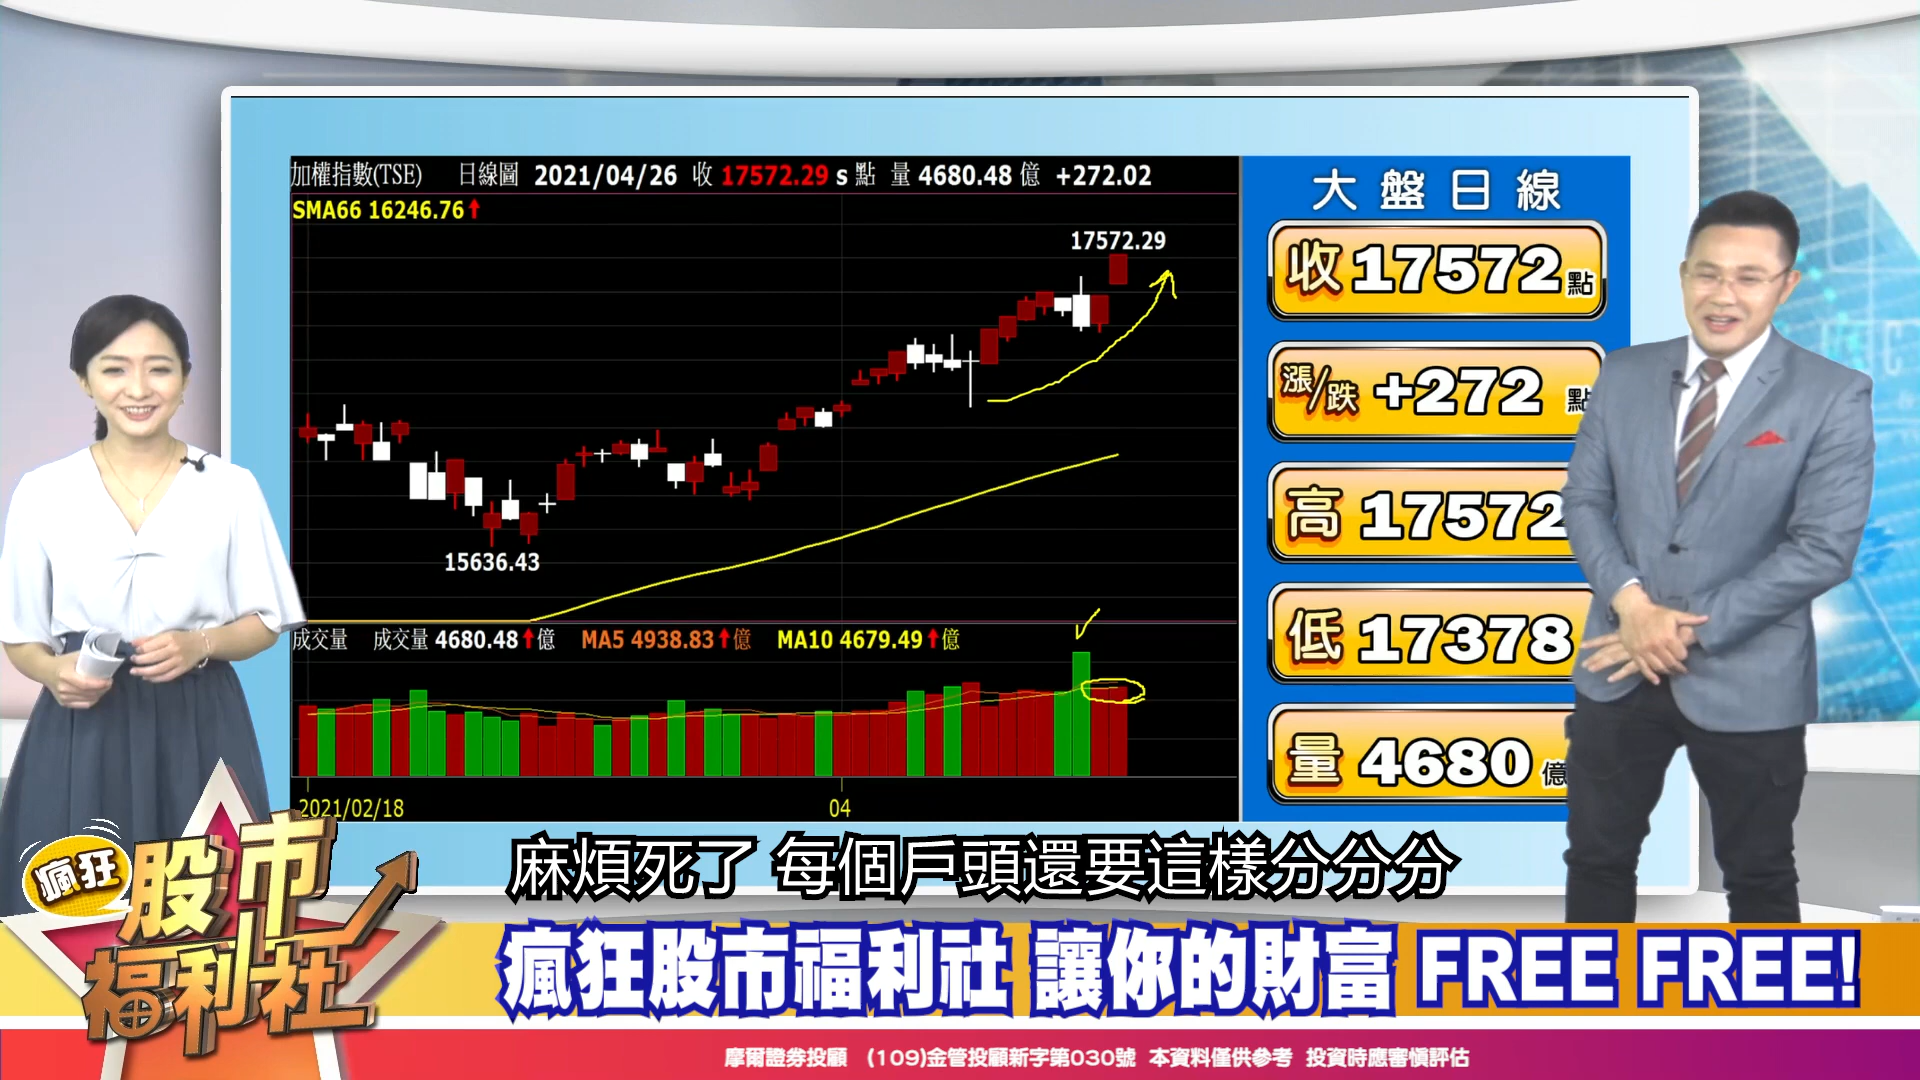 加權指數(TSE) 日線圖 2021/04/26 收 17572.29 s 點 量 4680.48 億 +272.02
SMA66 16246.76↑
17572.29
15636.43
成交量 成交量 4680.48↑億 MA5 4938.83↑億 MA10 4679.49↑億
2021/02/18 04
大盤日線
收 17572 點
漲/跌 +272 點
高 17572
低 17378
量 4680 億
麻煩死了 每個戶頭還要這樣分分分
瘋狂
股市
福利社
瘋狂股市福利社 讓你的財富 FREE FREE!
摩爾證券投顧 (109)金管投顧新字第030號 本資料僅供參考 投資時應審慎評估